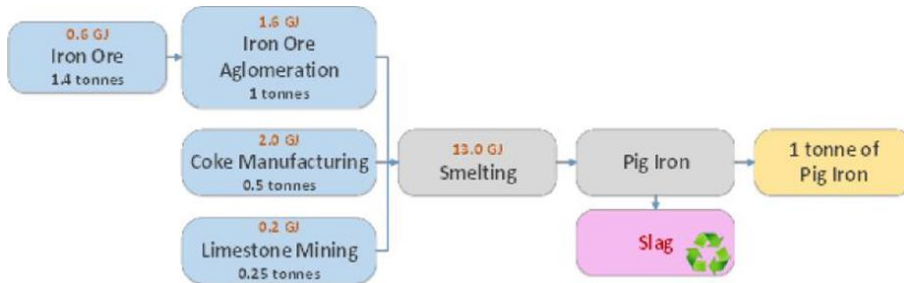 0.6 GJ
Iron Ore
1.4 tonnes
1.6 GJ
Iron Ore
Aglomeration
1 tonnes
2.0 GJ
Coke Manufacturing
0.5 tonnes
0.2 GJ
Limestone Mining
0.25 tonnes
13.0 GJ
Smelting
Pig Iron
Slag
1 tonne of
Pig Iron